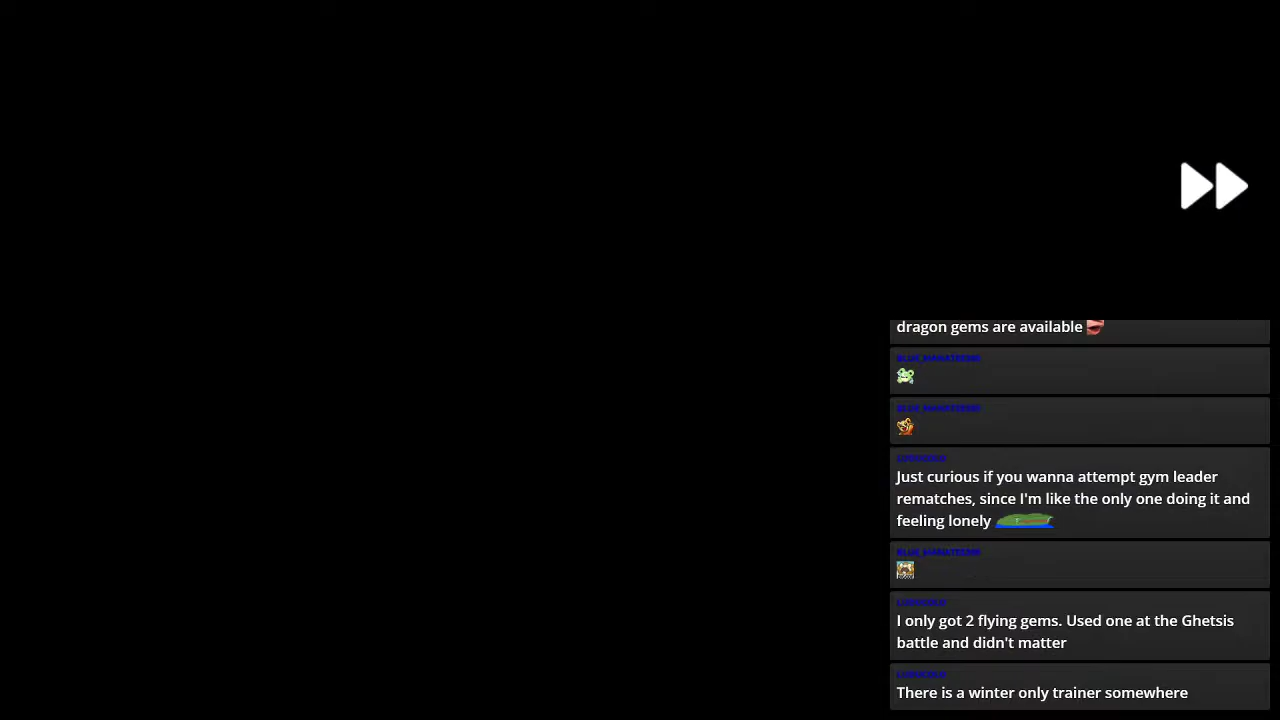 dragon gems are available
Just curious if you wanna attempt gym leader
rematches, since I'm like the only one doing it and
feeling lonely
I only got 2 flying gems. Used one at the Ghetsis
battle and didn't matter
There is a winter only trainer somewhere